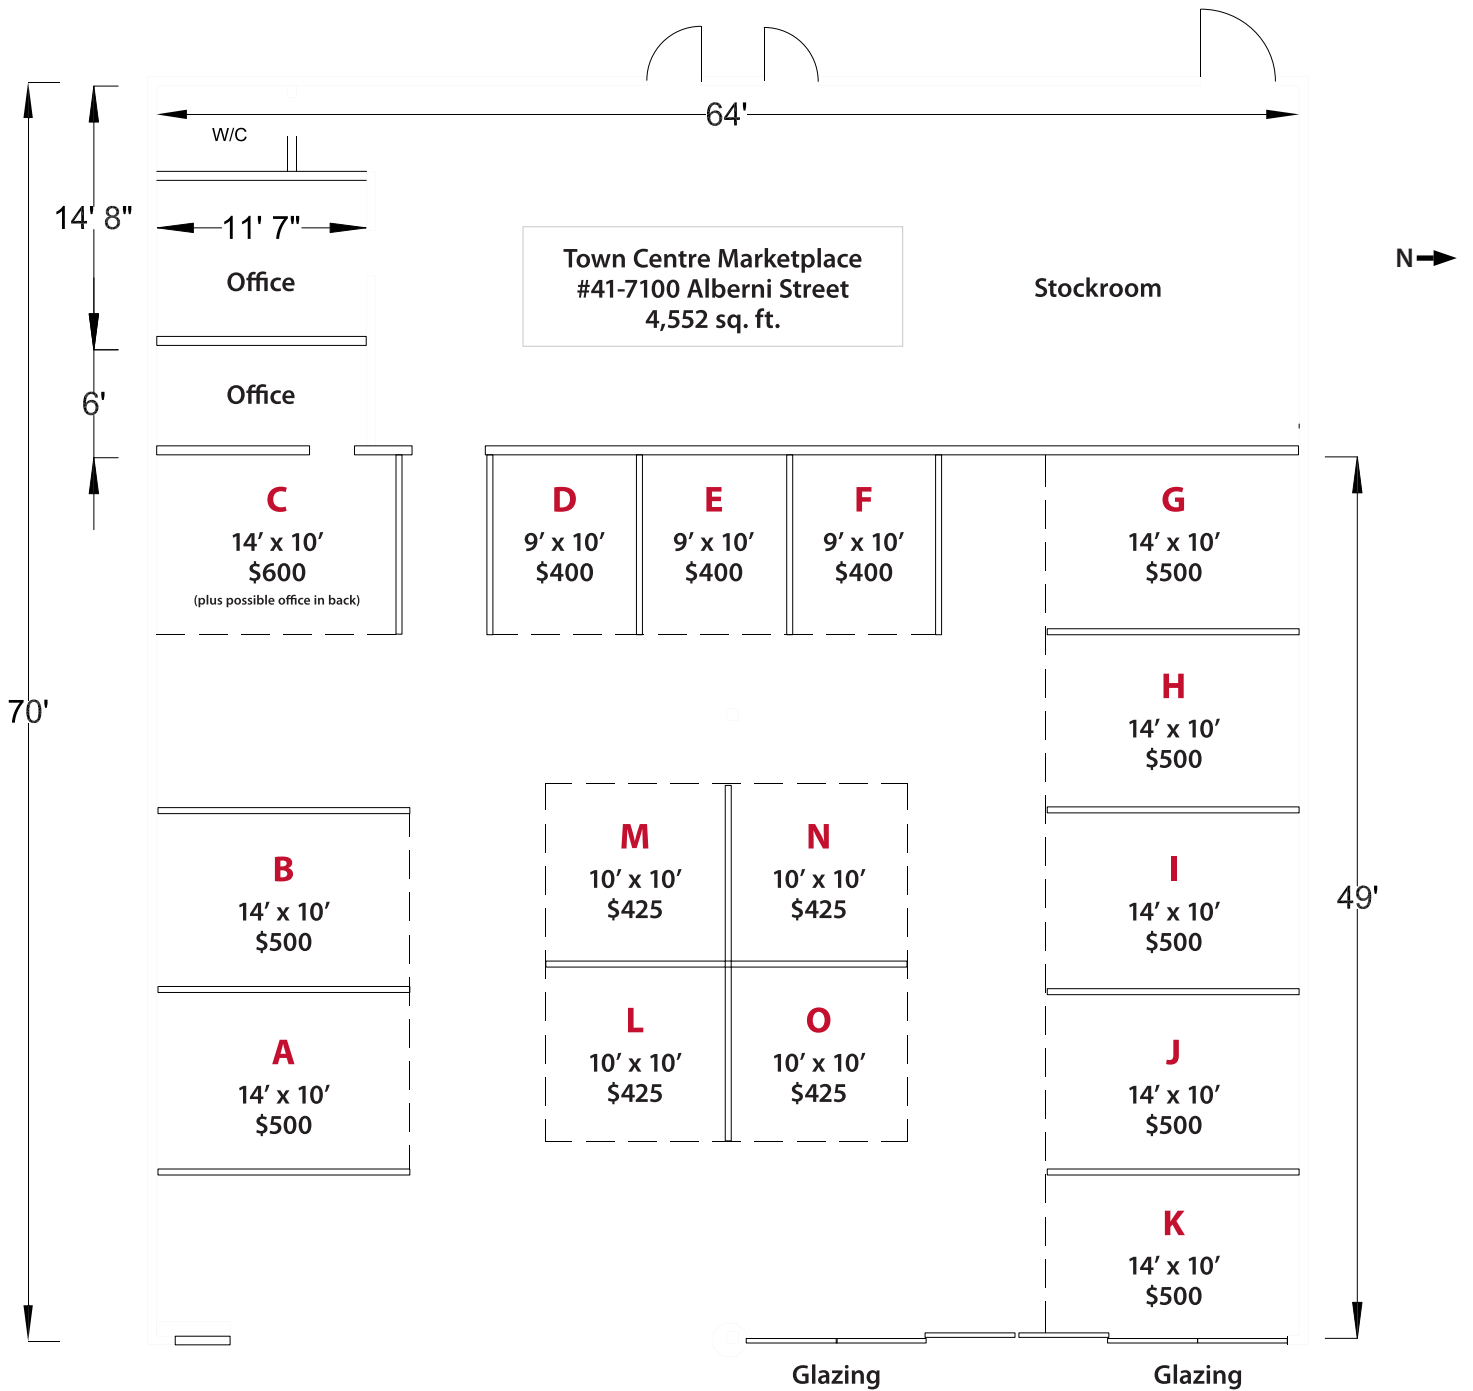 64'
W/C
14' 8"
11' 7"
Town Centre Marketplace
#41-7100 Alberni Street
4,552 sq. ft.
N
Office
Stockroom
Office
6'
C
14’ x 10’
$600
(plus possible office in back)
D
9’ x 10’
$400
E
9’ x 10’
$400
F
9’ x 10’
$400
G
14’ x 10’
$500
H
14’ x 10’
$500
70'
M
10’ x 10’
$425
N
10’ x 10’
$425
B
14’ x 10’
$500
I
14’ x 10’
$500
49'
L
10’ x 10’
$425
O
10’ x 10’
$425
A
14’ x 10’
$500
J
14’ x 10’
$500
K
14’ x 10’
$500
Glazing
Glazing